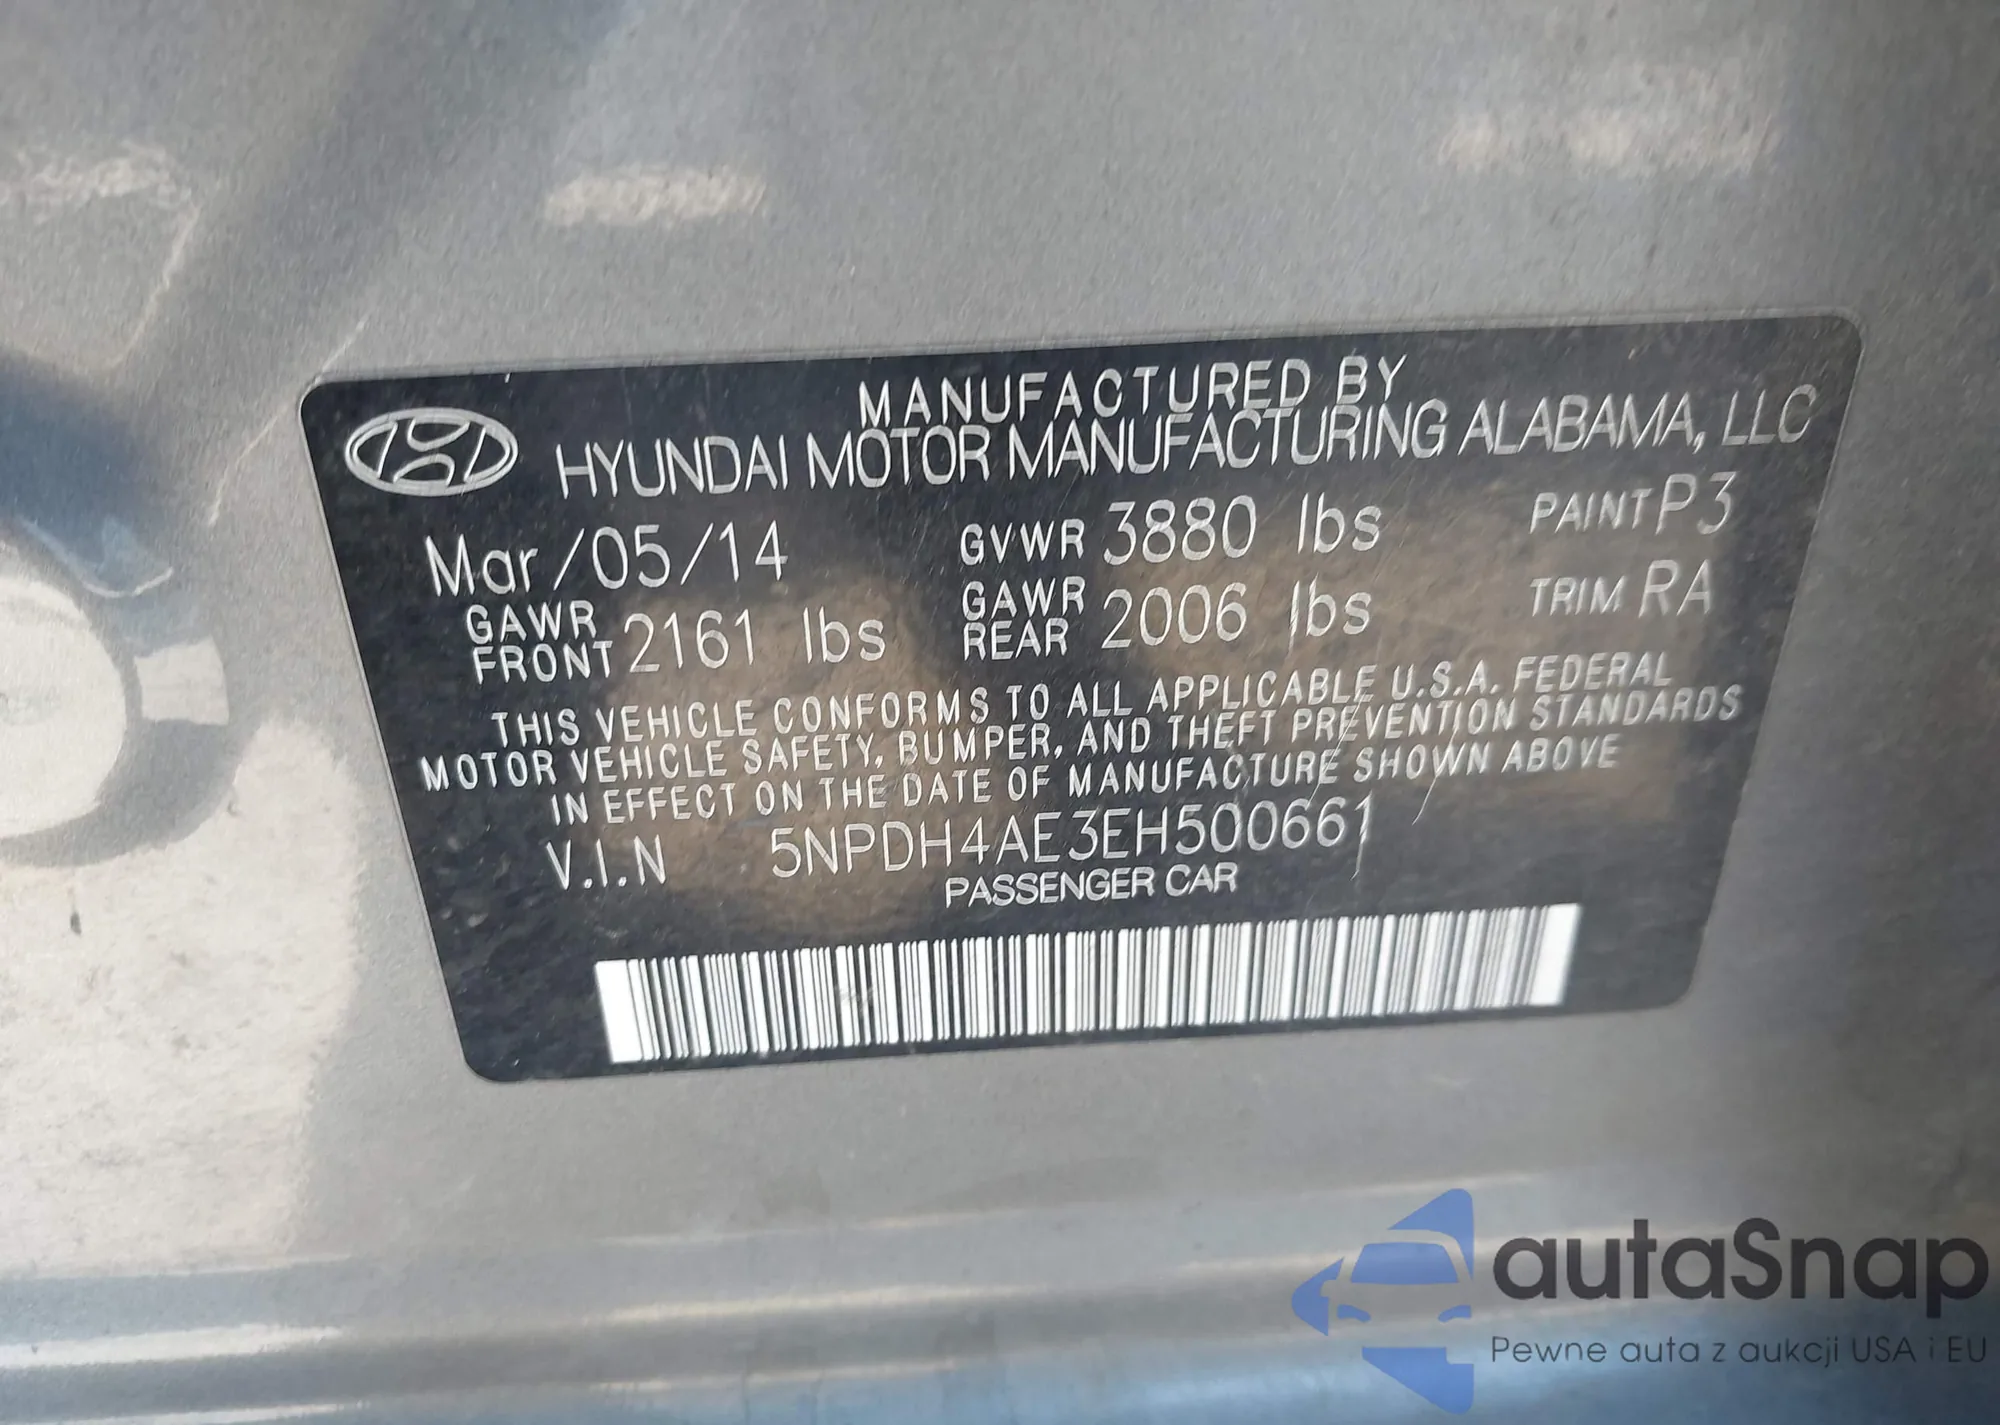 MANUFACTURED BY
HYUNDAI MOTOR MANUFACTURING ALABAMA, LLC
Mar/05/14 GVWR 3880 lbs PAINT P3
GAWR FRONT 2161 lbs GAWR REAR 2006 lbs TRIM RA
THIS VEHICLE CONFORMS TO ALL APPLICABLE U.S.A. FEDERAL
MOTOR VEHICLE SAFETY, BUMPER, AND THEFT PREVENTION STANDARDS
IN EFFECT ON THE DATE OF MANUFACTURE SHOWN ABOVE
V.I.N 5NPDH4AE3EH500661
PASSENGER CAR
autaSnap
Pewne auta z aukcji USA i EU